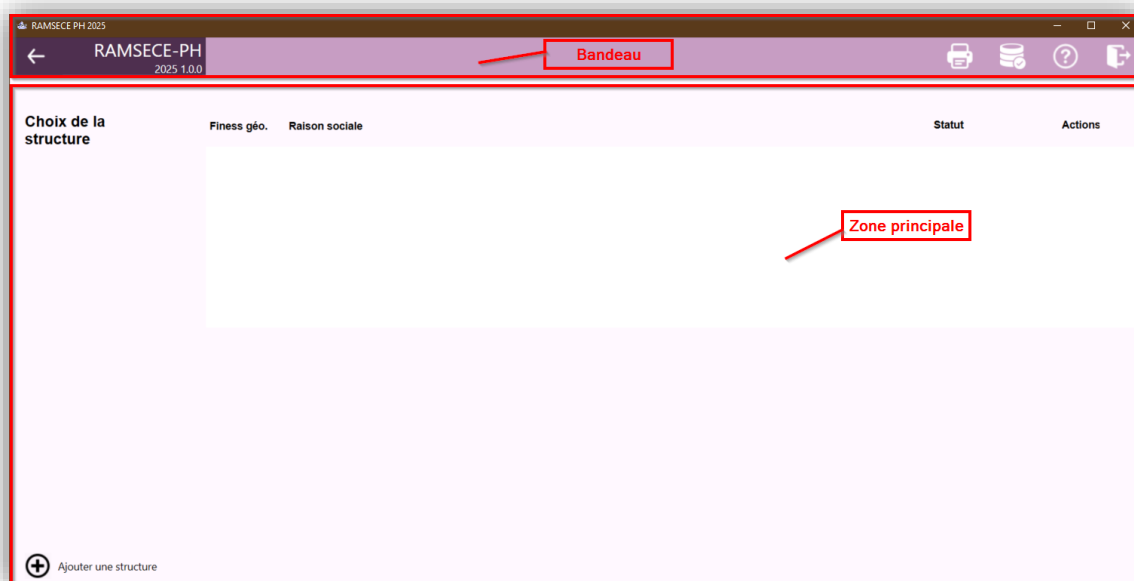 RAMSECE PH 2025
RAMSECE-PH
2025 1.0.0
Bandeau
Choix de la
structure
Finess géo. Raison sociale Statut Actions
Zone principale
Ajouter une structure